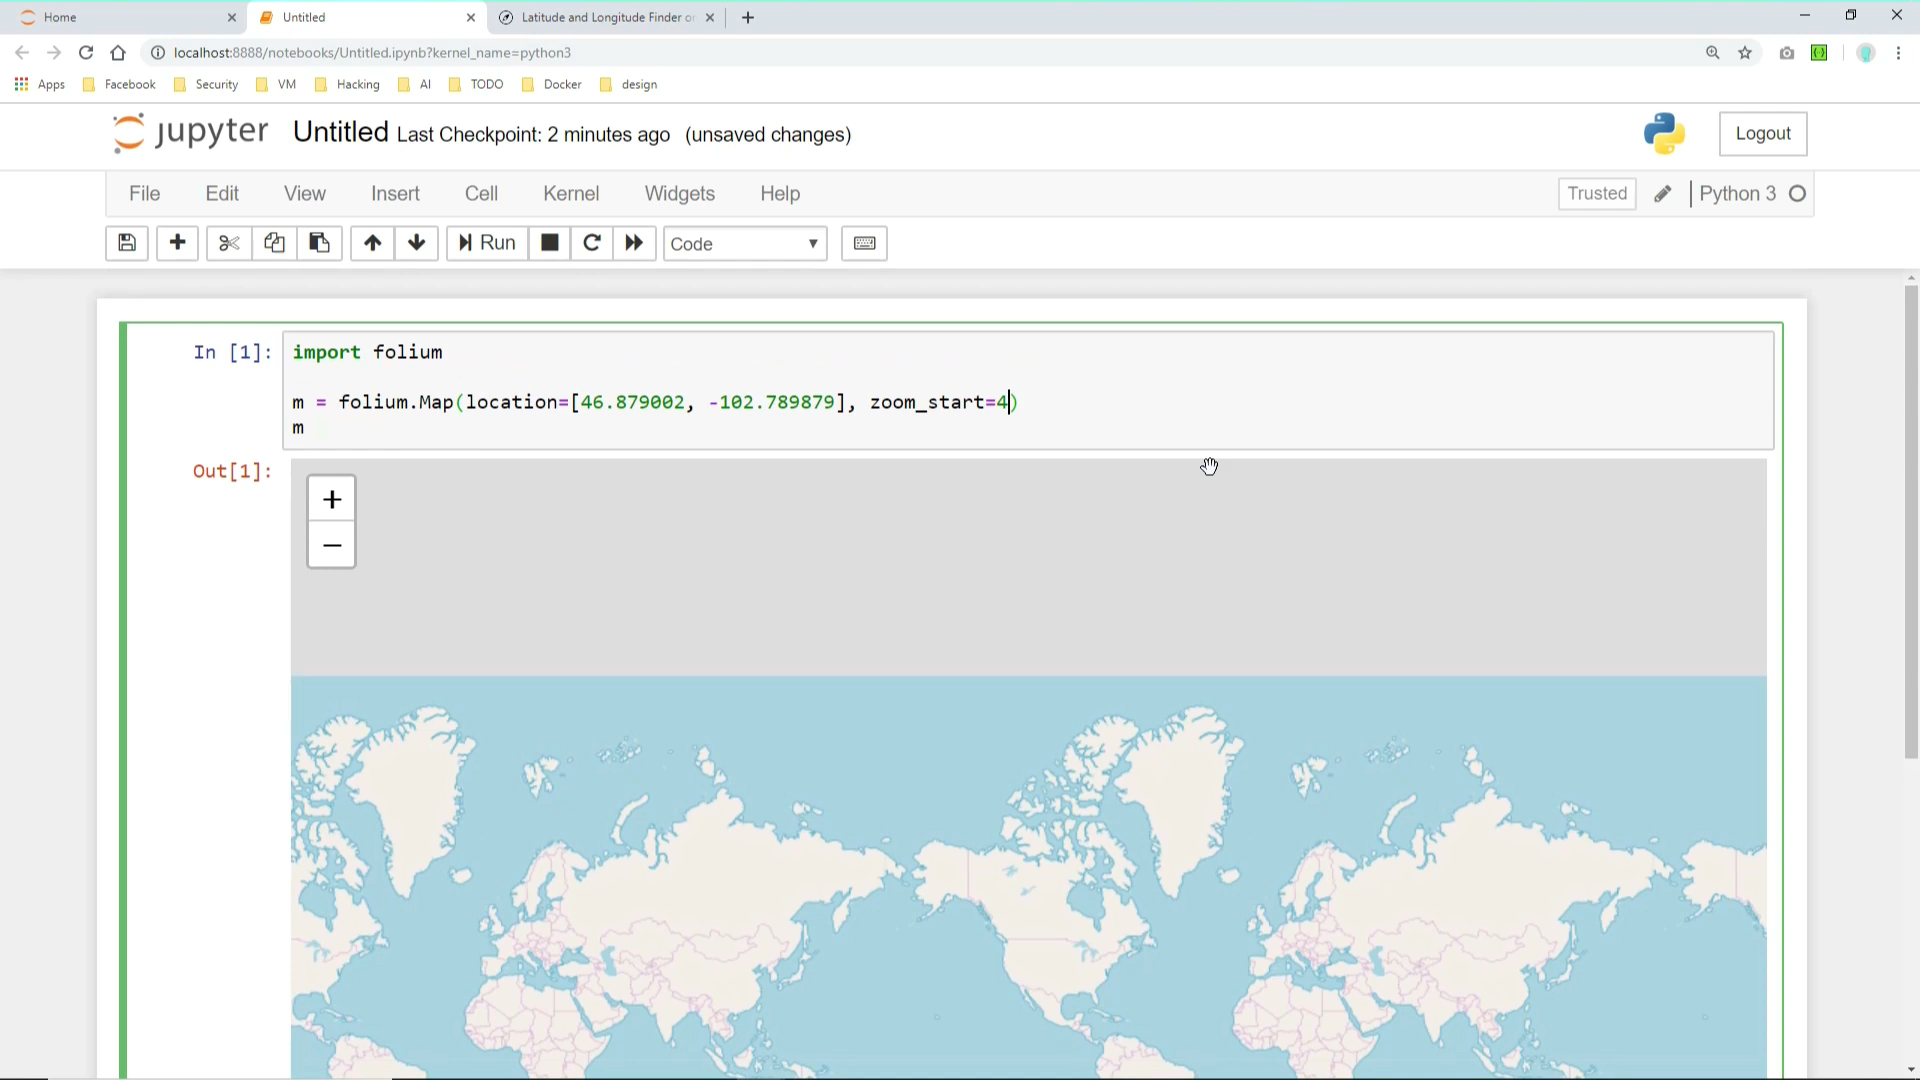 Home
Untitled
Latitude and Longitude Finder or
localhost:8888/notebooks/Untitled.ipynb?kernel_name=python3
Apps Facebook Security VM Hacking AI TODO Docker design
jupyter Untitled Last Checkpoint: 2 minutes ago (unsaved changes)
Logout
File Edit View Insert Cell Kernel Widgets Help
Trusted Python 3
Run Code
In [1]: import folium
m = folium.Map(location=[46.879002, -102.789879], zoom_start=4)
m
Out[1]:
+
−